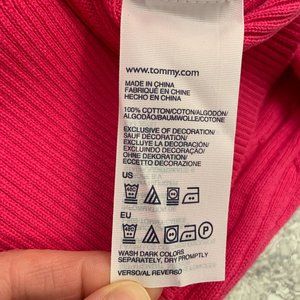 www.tommy.com
MADE IN CHINA
FABRIQUÉ EN CHINE
HECHO EN CHINA
100% COTTON/COTON/ALGODÓN/
ALGODÃO/BAUMWOLLE/COTONE
EXCLUSIVE OF DECORATION/
SAUF DÉCORATION/
EXCLUYE LA DECORACIÓN/
EXCLUINDO DECORAÇÃO/
OHNE DEKORATION/
ECCETTO DECORAZIONE
US
EU
WASH DARK COLORS
SEPARATELY, DRY PROMPTLY
VERSO/AL REVERSO